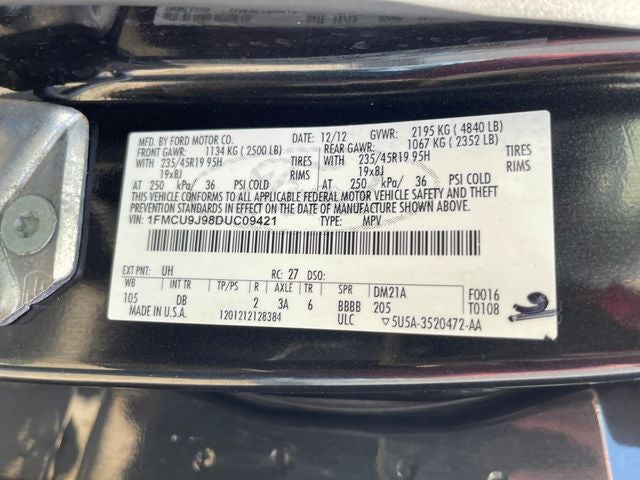 MFD. BY FORD MOTOR CO. DATE: 12/12 GVWR: 2195 KG ( 4840 LB)
FRONT GAWR: 1134 KG ( 2500 LB) REAR GAWR: 1067 KG ( 2352 LB)
WITH 235/45R19 95H TIRES WITH 235/45R19 95H TIRES
19x8J RIMS 19x8J RIMS
AT 250 kPa/ 36 PSI COLD AT 250 kPa/ 36 PSI COLD
THIS VEHICLE CONFORMS TO ALL APPLICABLE FEDERAL MOTOR VEHICLE SAFETY AND THEFT
PREVENTION STANDARDS IN EFFECT ON THE DATE OF MANUFACTURE SHOWN ABOVE.
VIN: 1FMCU9J98DUC09421 TYPE: MPV
EXT PNT: UH RC: 27 DSO:
WB INT TR TP/PS R AXLE TR SPR DM21A F0016
105 DB 2 3A 6 BBBB 205 T0108
MADE IN U.S.A. 1201212128384 ULC ▽5U5A-3520472-AA